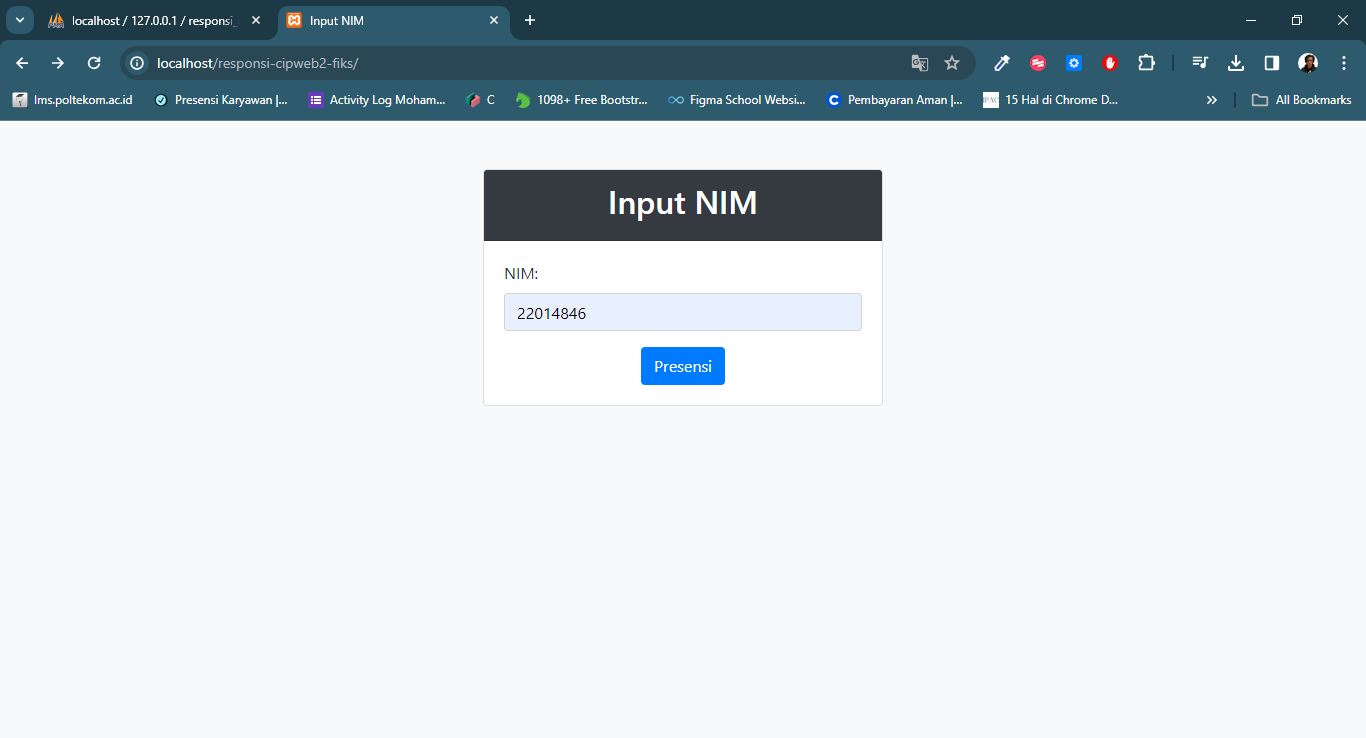 localhost / 127.0.0.1 / responsi_
Input NIM
localhost/responsi-cipweb2-fiks/
lms.poltekom.ac.id
Presensi Karyawan |...
Activity Log Moham...
C
1098+ Free Bootstr...
Figma School Websi...
Pembayaran Aman |...
15 Hal di Chrome D...
All Bookmarks
Input NIM
NIM:
22014846
Presensi